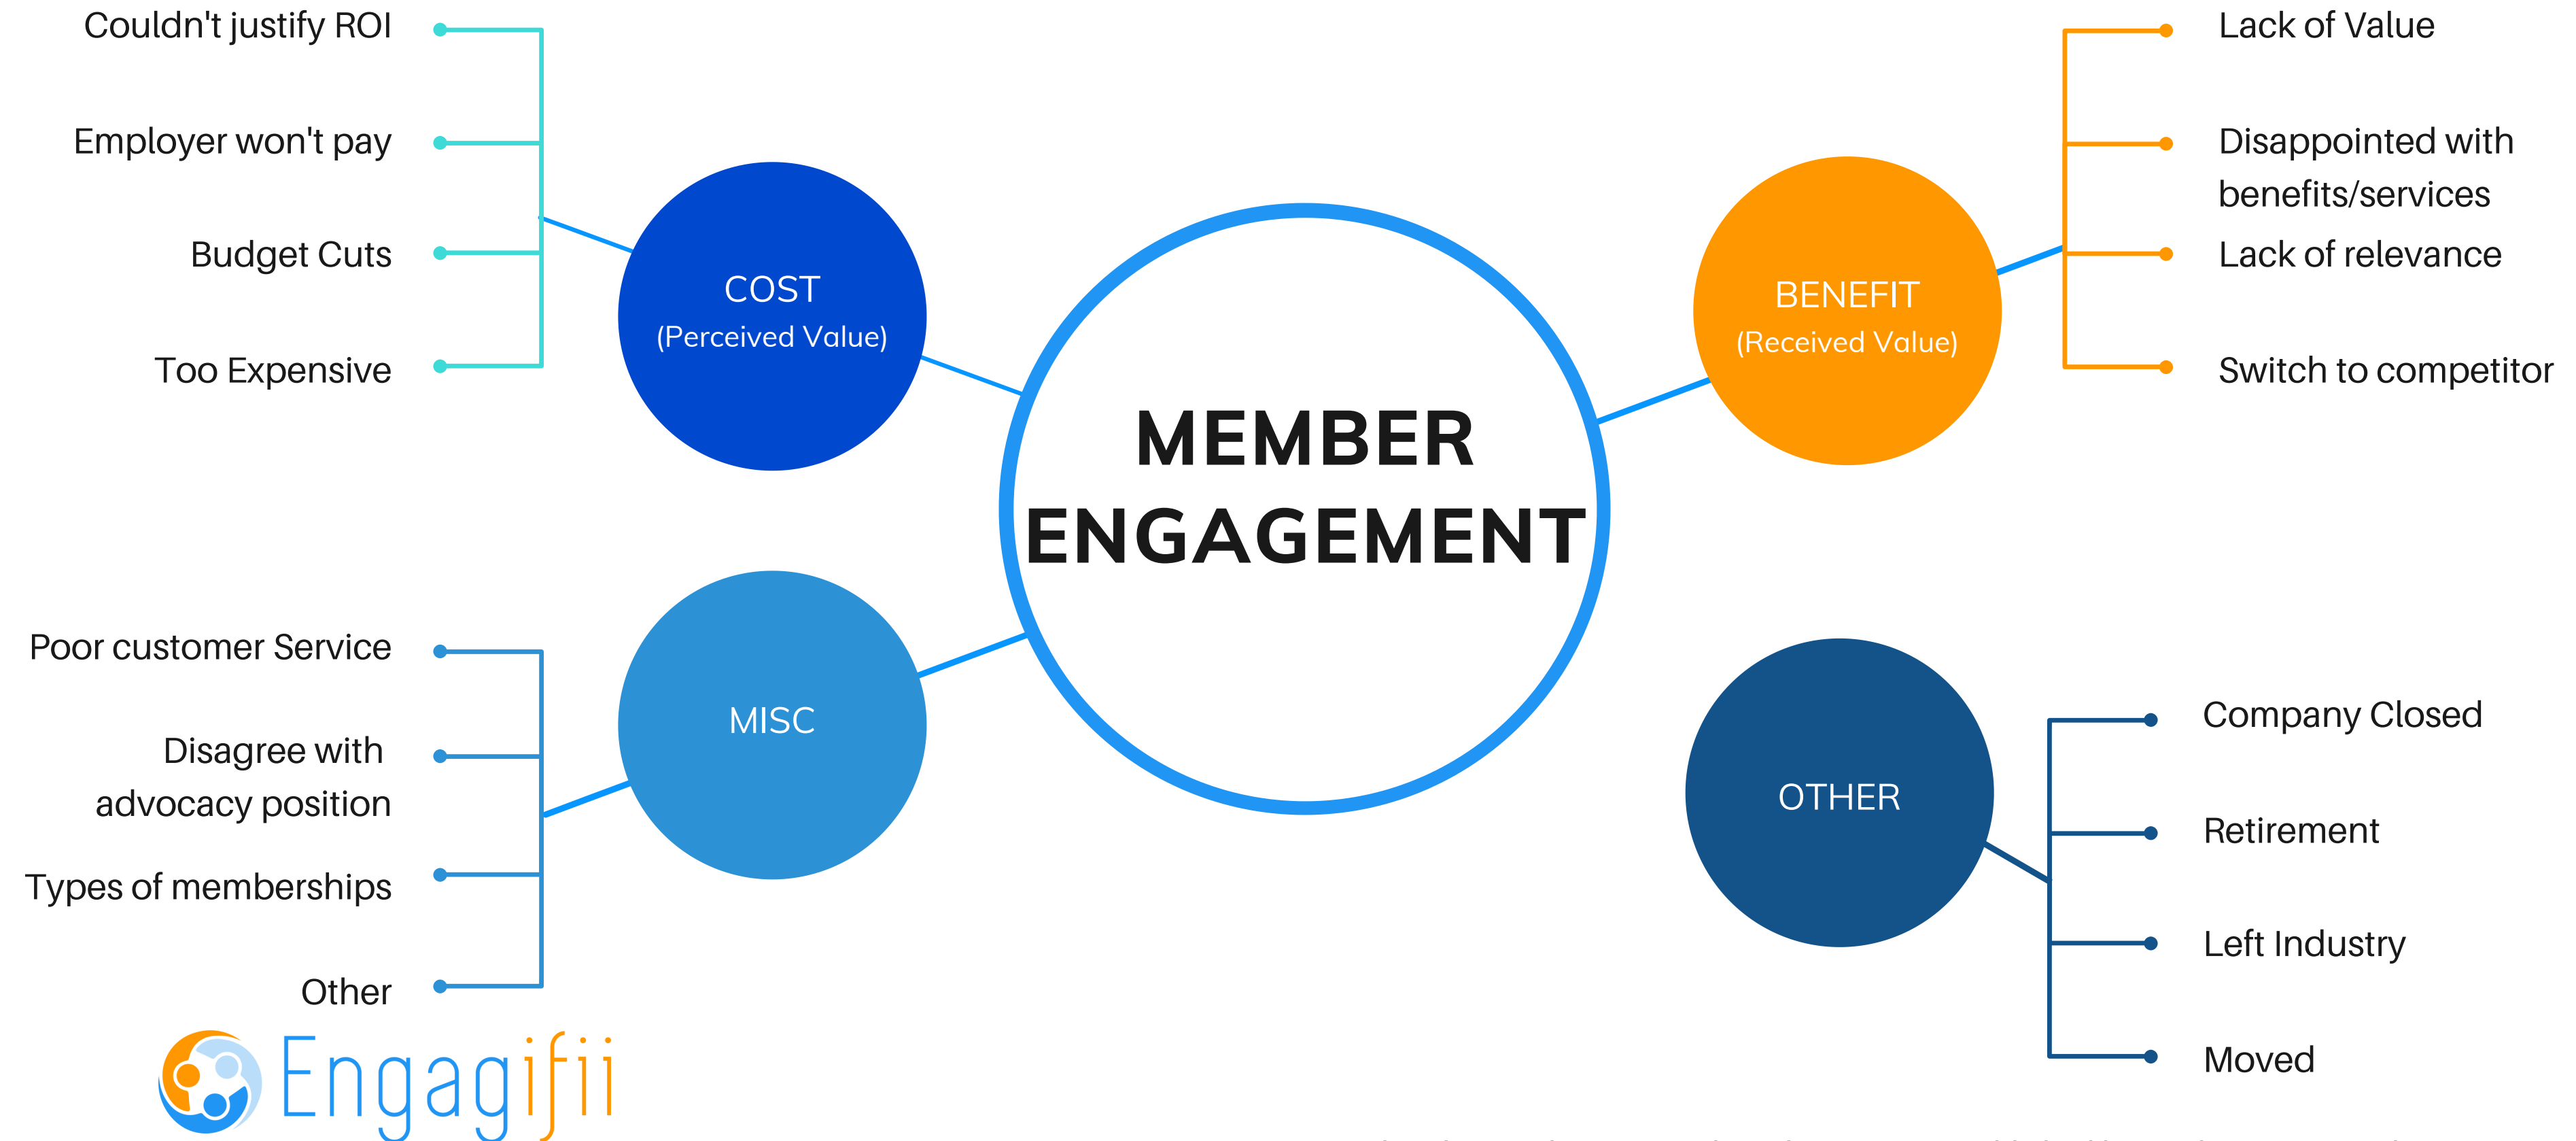 Couldn't justify ROI
Employer won't pay
Budget Cuts
Too Expensive
COST
(Perceived Value)
MEMBER
ENGAGEMENT
BENEFIT
(Received Value)
Lack of Value
Disappointed with
benefits/services
Lack of relevance
Switch to competitor
Poor customer Service
Disagree with
advocacy position
Types of memberships
Other
MISC
OTHER
Company Closed
Retirement
Left Industry
Moved
Engagifii